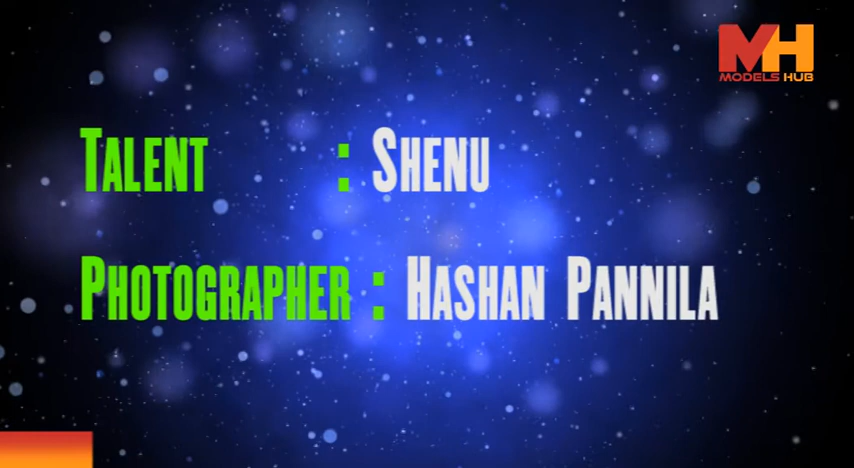 MH
MODELS HUB
TALENT : SHENU
PHOTOGRAPHER : HASHAN PANNILA